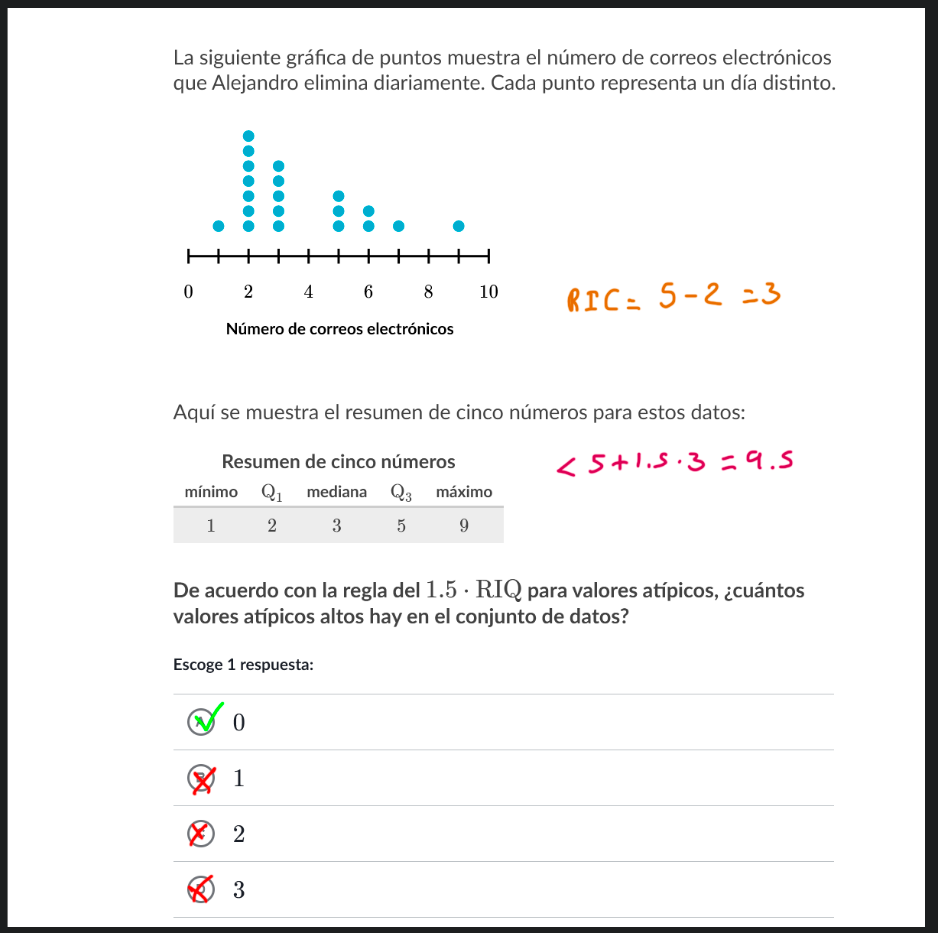 La siguiente gráfica de puntos muestra el número de correos electrónicos
que Alejandro elimina diariamente. Cada punto representa un día distinto.
0 2 4 6 8 10
RIC = 5 - 2 = 3
Número de correos electrónicos
Aquí se muestra el resumen de cinco números para estos datos:
Resumen de cinco números
< 5 + 1.5 · 3 = 9.5
mínimo Q₁ mediana Q₃ máximo
1 2 3 5 9
De acuerdo con la regla del 1.5 · RIQ para valores atípicos, ¿cuántos
valores atípicos altos hay en el conjunto de datos?
Escoge 1 respuesta:
0
1
2
3